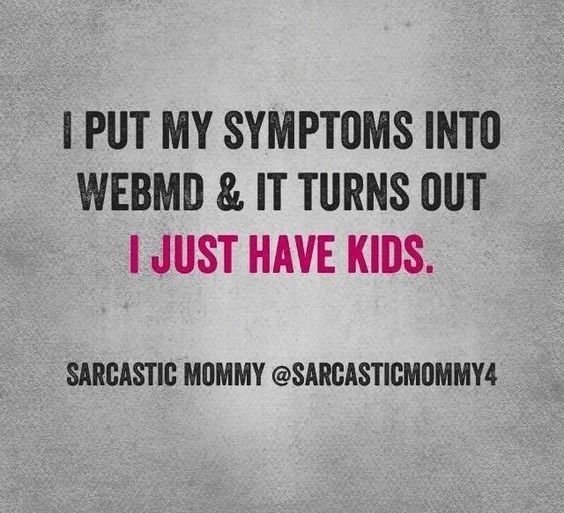 I PUT MY SYMPTOMS INTO
WEBMD & IT TURNS OUT
I JUST HAVE KIDS.
SARCASTIC MOMMY @SARCASTICMOMMY4